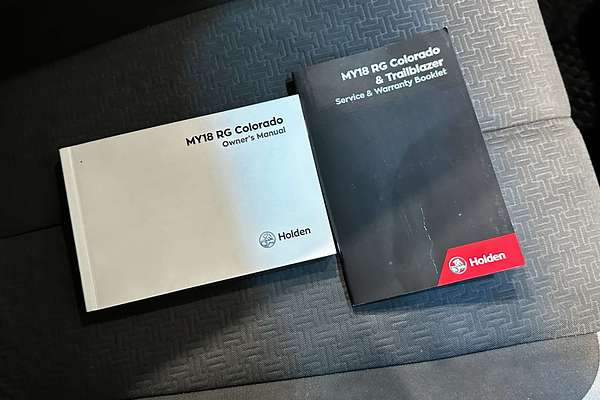 MY18 RG Colorado
Owner's Manual
Holden
MY18 RG Colorado
& Trailblazer
Service & Warranty Booklet
Holden